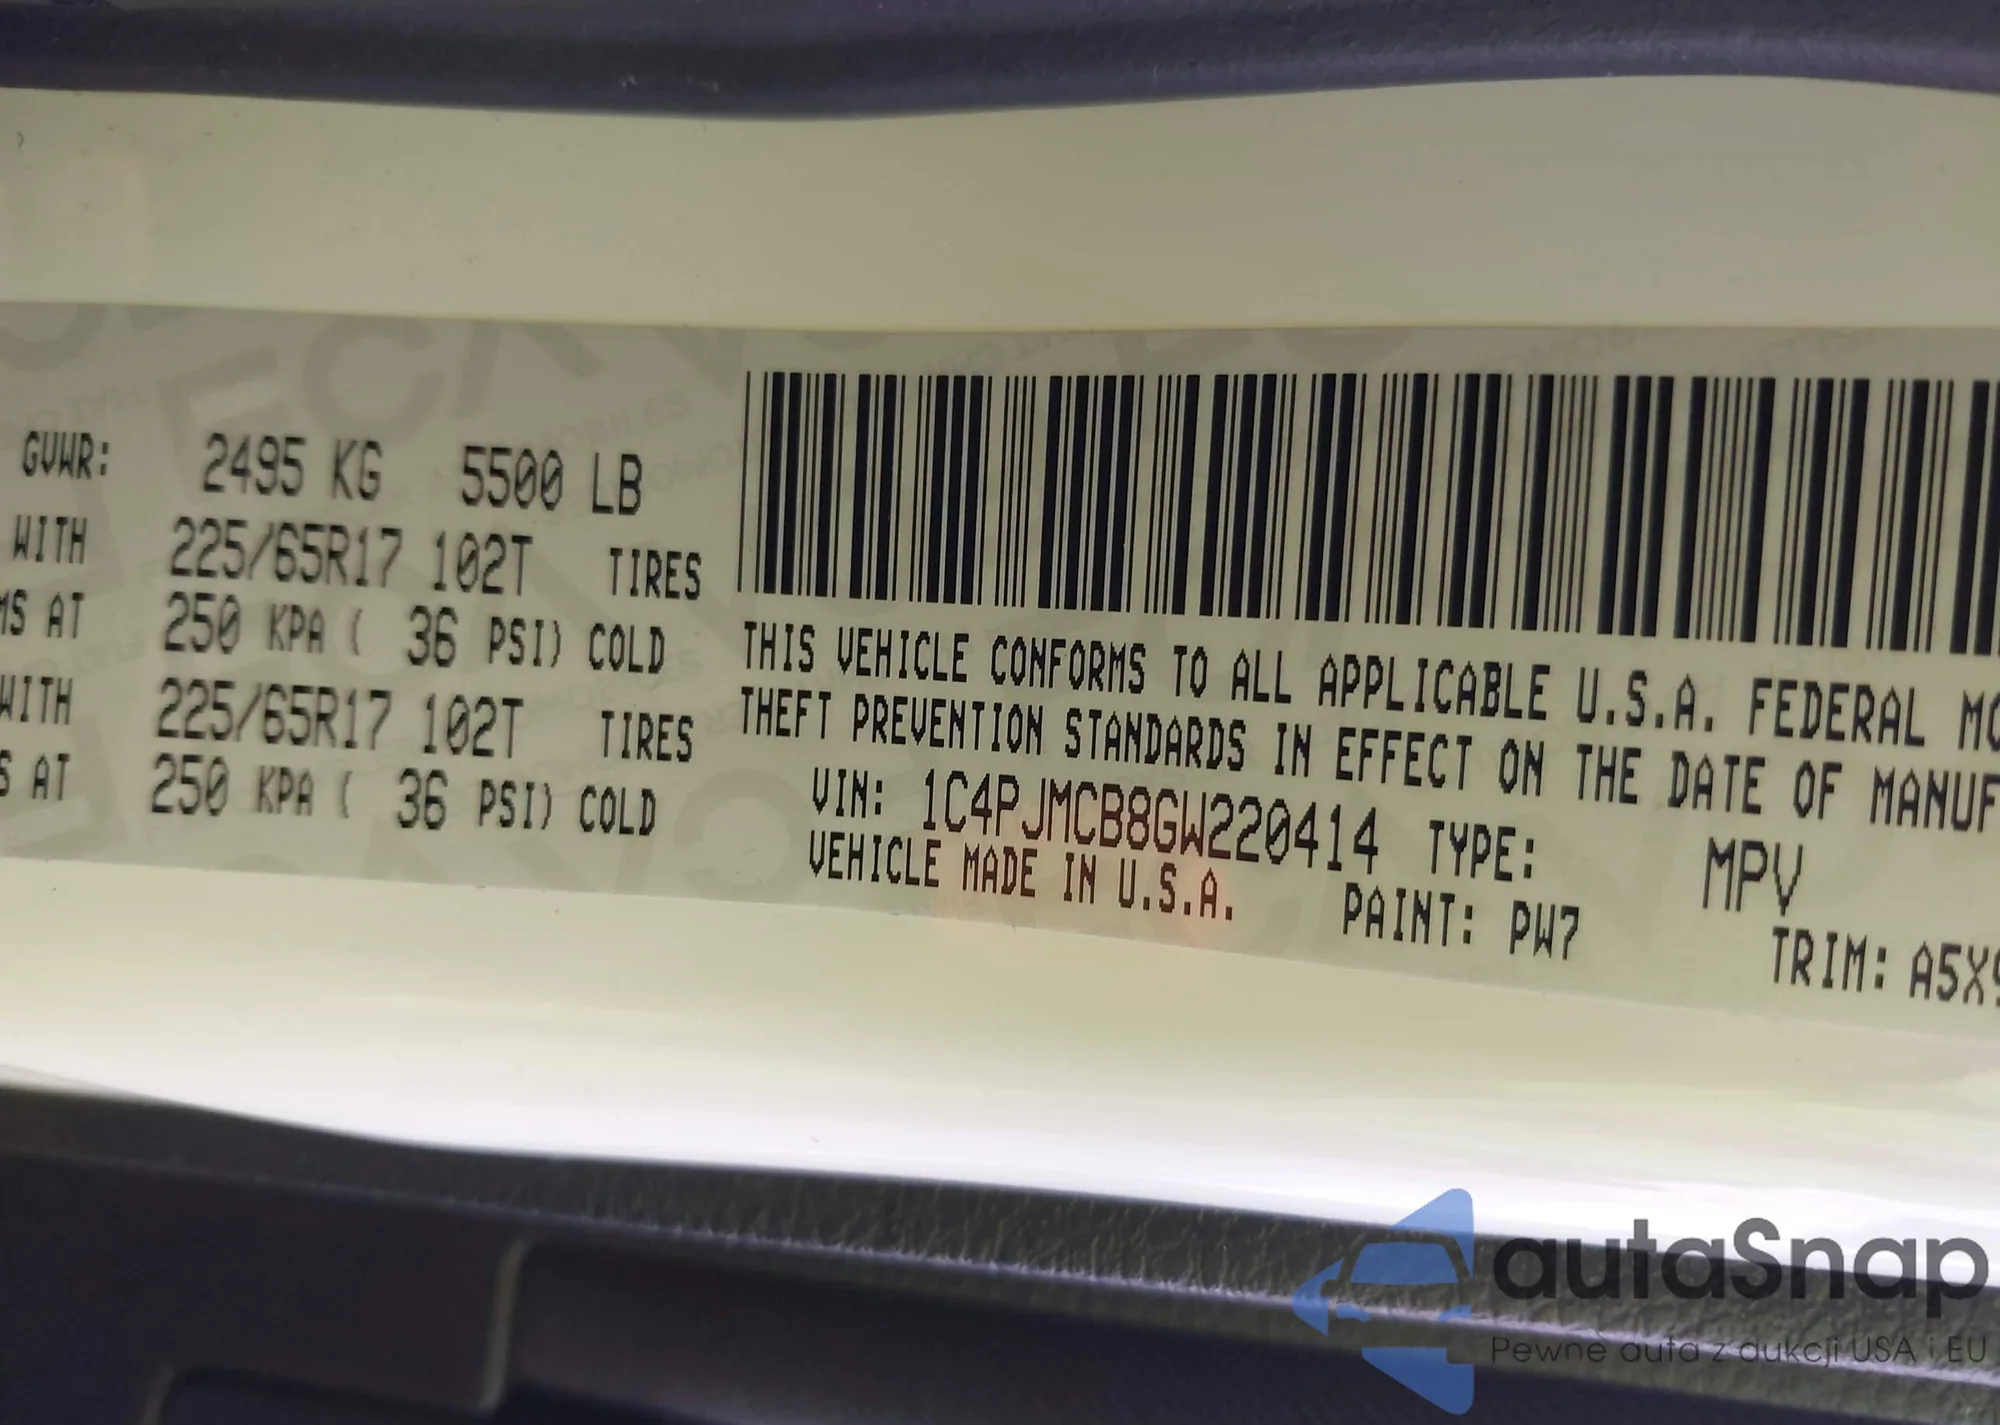 GVWR: 2495 KG 5500 LB
WITH 225/65R17 102T TIRES
MS AT 250 KPA ( 36 PSI) COLD
WITH 225/65R17 102T TIRES
S AT 250 KPA ( 36 PSI) COLD
THIS VEHICLE CONFORMS TO ALL APPLICABLE U.S.A. FEDERAL MO
THEFT PREVENTION STANDARDS IN EFFECT ON THE DATE OF MANUF
VIN: 1C4PJMCB8GW220414 TYPE: MPV
VEHICLE MADE IN U.S.A. PAINT: PW7 TRIM: A5X9
autaSnap
Pewne auta z aukcji USA i EU